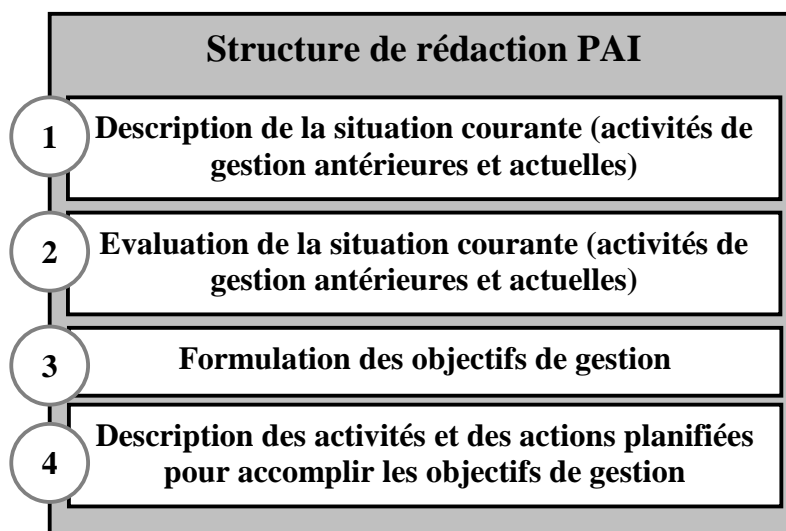 Structure de rédaction PAI
1
Description de la situation courante (activités de
gestion antérieures et actuelles)
2
Evaluation de la situation courante (activités de
gestion antérieures et actuelles)
3
Formulation des objectifs de gestion
4
Description des activités et des actions planifiées
pour accomplir les objectifs de gestion